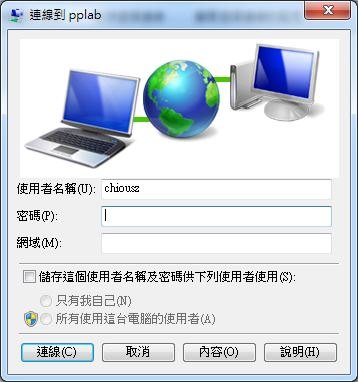 連線到 pplab
使用者名稱(U): chiousz
密碼(P):
網域(M):
儲存這個使用者名稱及密碼供下列使用者使用(S):
只有我自己(N)
所有使用這台電腦的使用者(A)
連線(C) 取消 內容(O) 說明(H)